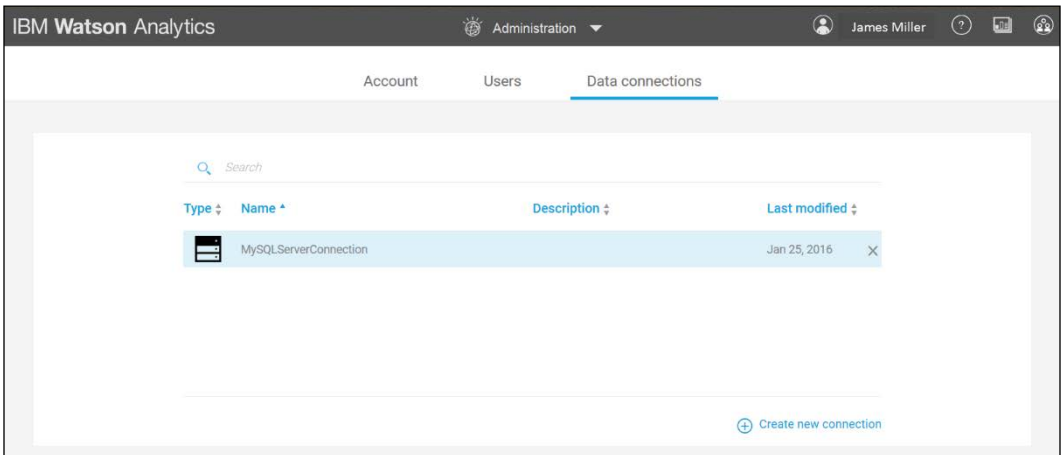 IBM Watson Analytics Administration James Miller ?
Account Users Data connections
Search
Type Name Description Last modified
MySQLServerConnection Jan 25, 2016
Create new connection